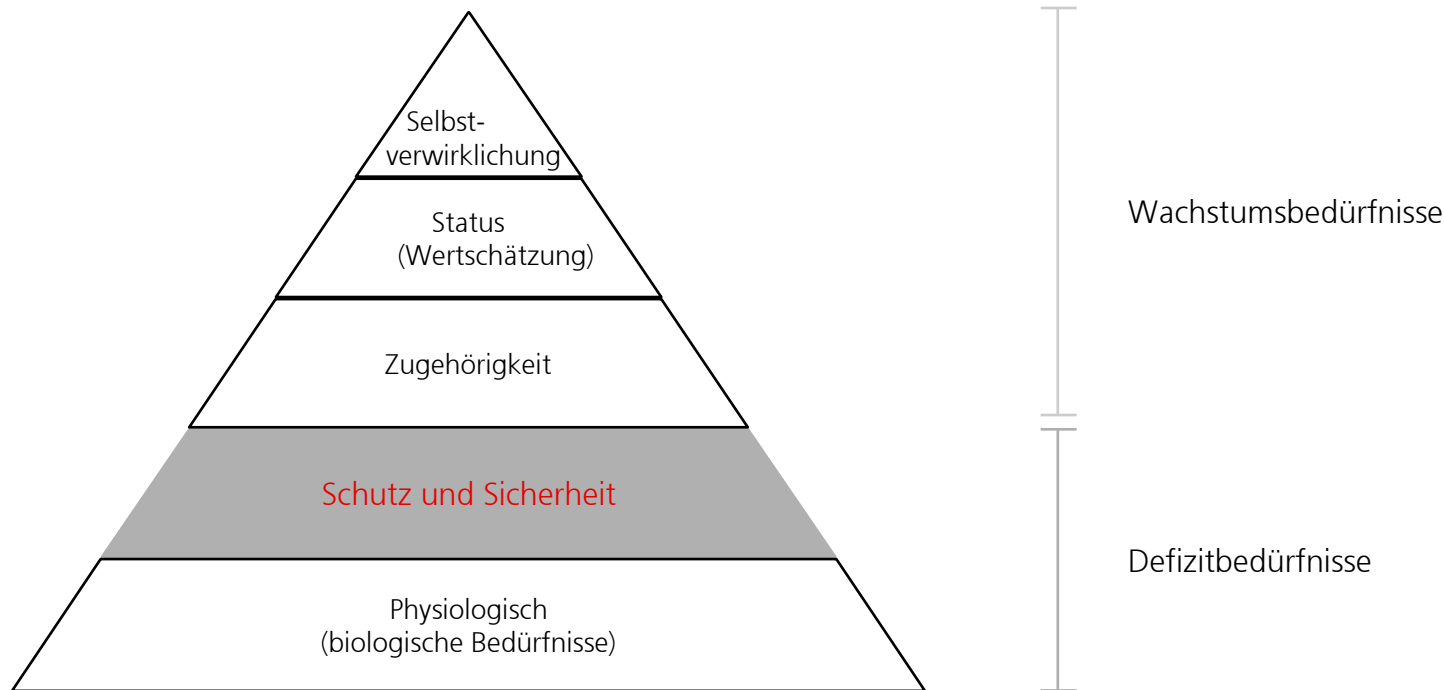 Selbst-
verwirklichung
Status
(Wertschätzung)
Wachstumsbedürfnisse
Zugehörigkeit
Schutz und Sicherheit
Defizitbedürfnisse
Physiologisch
(biologische Bedürfnisse)